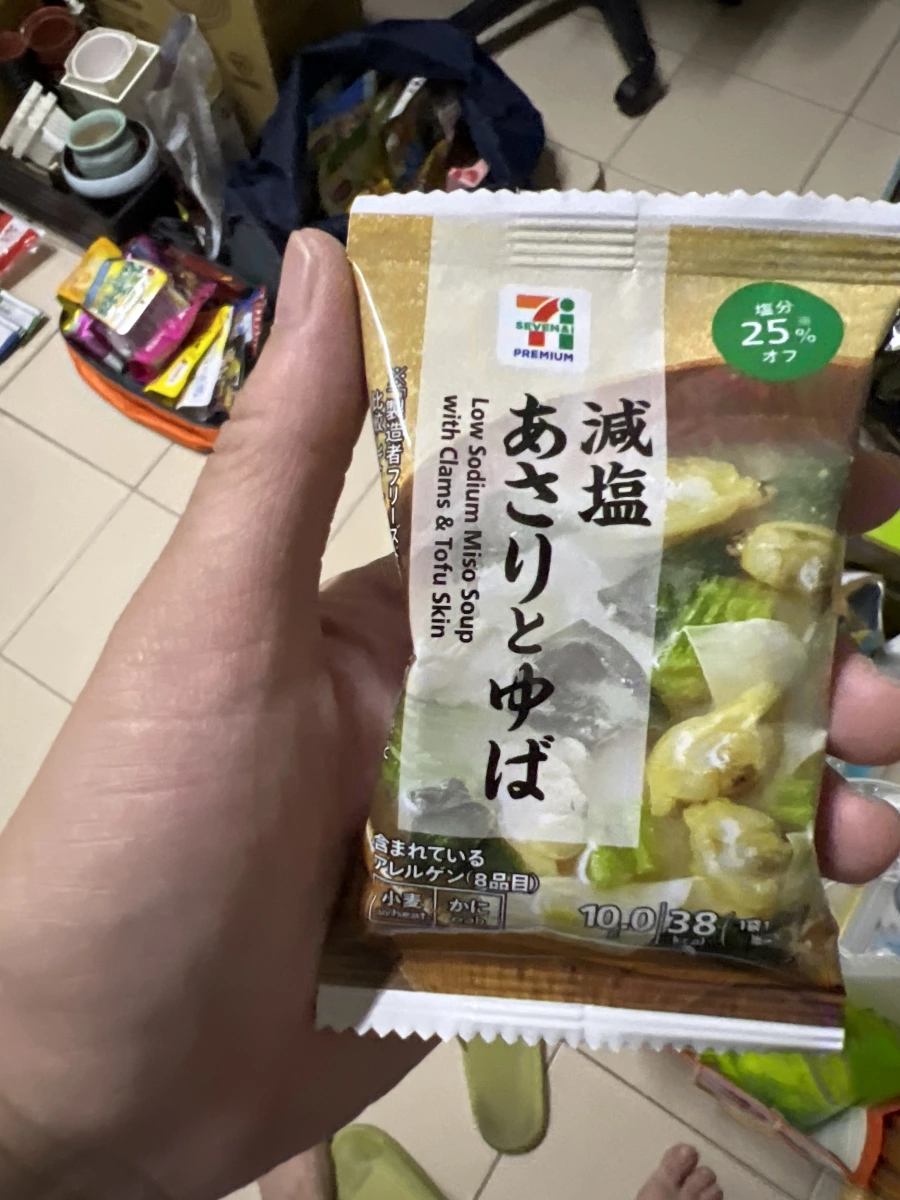 SEVEN&i
PREMIUM
塩分
25%※
オフ
減塩
あさりとゆば
Low Sodium Miso Soup
with Clams & Tofu Skin
含まれている
アレルゲン(8品目)
小麦
wheat
かに
crab
10.0
38
kcal